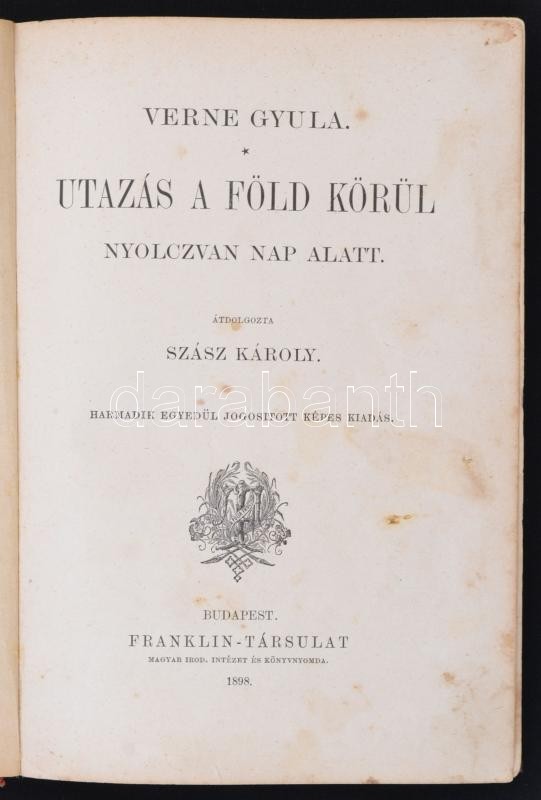 VERNE GYULA.
*
UTAZÁS A FÖLD KÖRÜL
NYOLCZVAN NAP ALATT.
ÁTDOLGOZTA
SZÁSZ KÁROLY.
darabanth
HARMADIK EGYEDÜL JOGOSITOTT KÉPES KIADÁS.
BUDAPEST.
FRANKLIN-TÁRSULAT
MAGYAR IROD. INTÉZET ÉS KÖNYVNYOMDA.
1898.